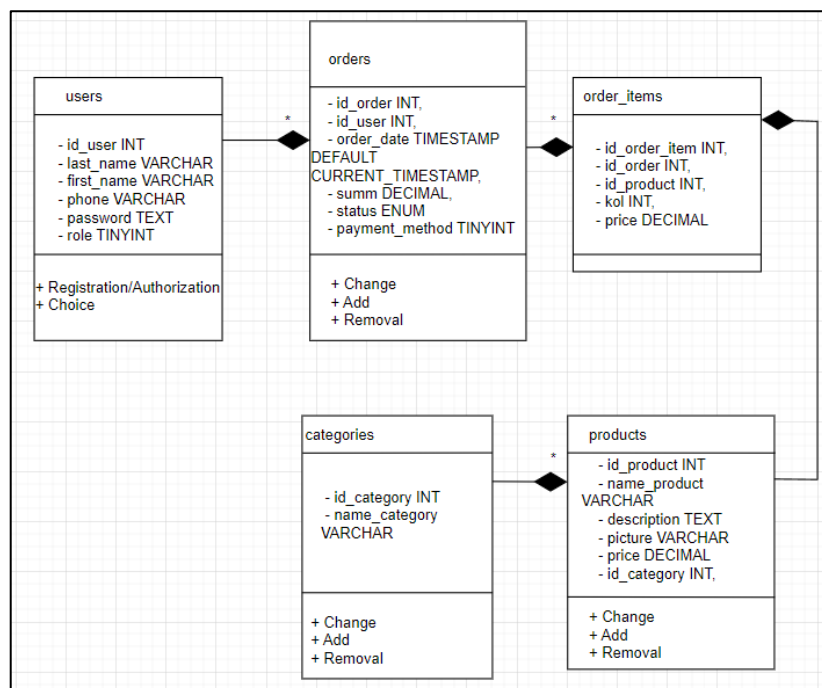 users
- id_user INT
- last_name VARCHAR
- first_name VARCHAR
- phone VARCHAR
- password TEXT
- role TINYINT
+ Registration/Authorization
+ Choice
*
orders
- id_order INT,
- id_user INT,
- order_date TIMESTAMP
DEFAULT
CURRENT_TIMESTAMP,
- summ DECIMAL,
- status ENUM
- payment_method TINYINT
+ Change
+ Add
+ Removal
*
order_items
- id_order_item INT,
- id_order INT,
- id_product INT,
- kol INT,
- price DECIMAL
categories
- id_category INT
- name_category
VARCHAR
+ Change
+ Add
+ Removal
*
products
- id_product INT
- name_product
VARCHAR
- description TEXT
- picture VARCHAR
- price DECIMAL
- id_category INT,
+ Change
+ Add
+ Removal